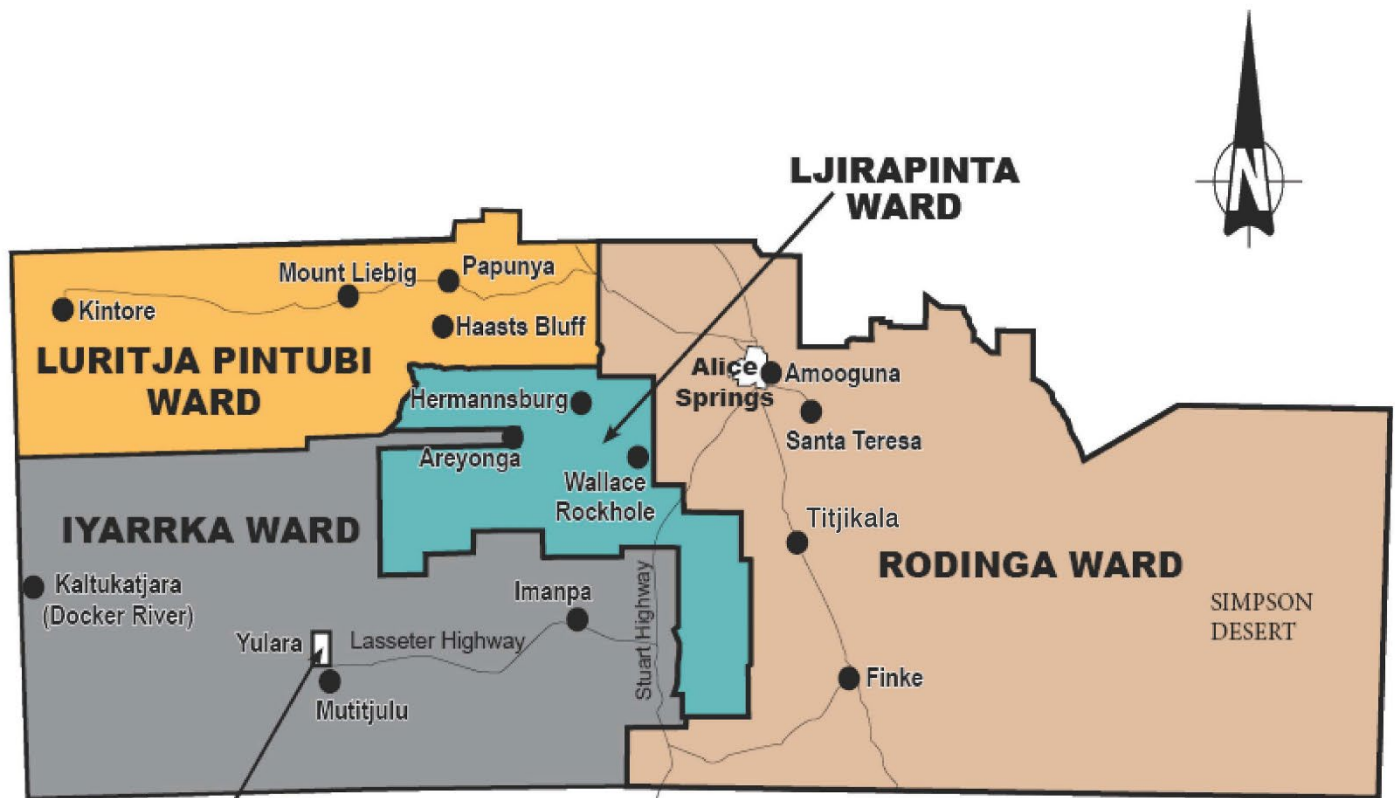 N
LJIRAPINTA
WARD
Mount Liebig
Papunya
Kintore
Haasts Bluff
LURITJA PINTUBI
WARD
Alice
Springs
Amooguna
Hermannsburg
Santa Teresa
Areyonga
Wallace
Rockhole
IYARRKA WARD
Titjikala
RODINGA WARD
Kaltukatjara
(Docker River)
Imanpa
SIMPSON
DESERT
Yulara
Lasseter Highway
Stuart Highway
Finke
Mutitjulu